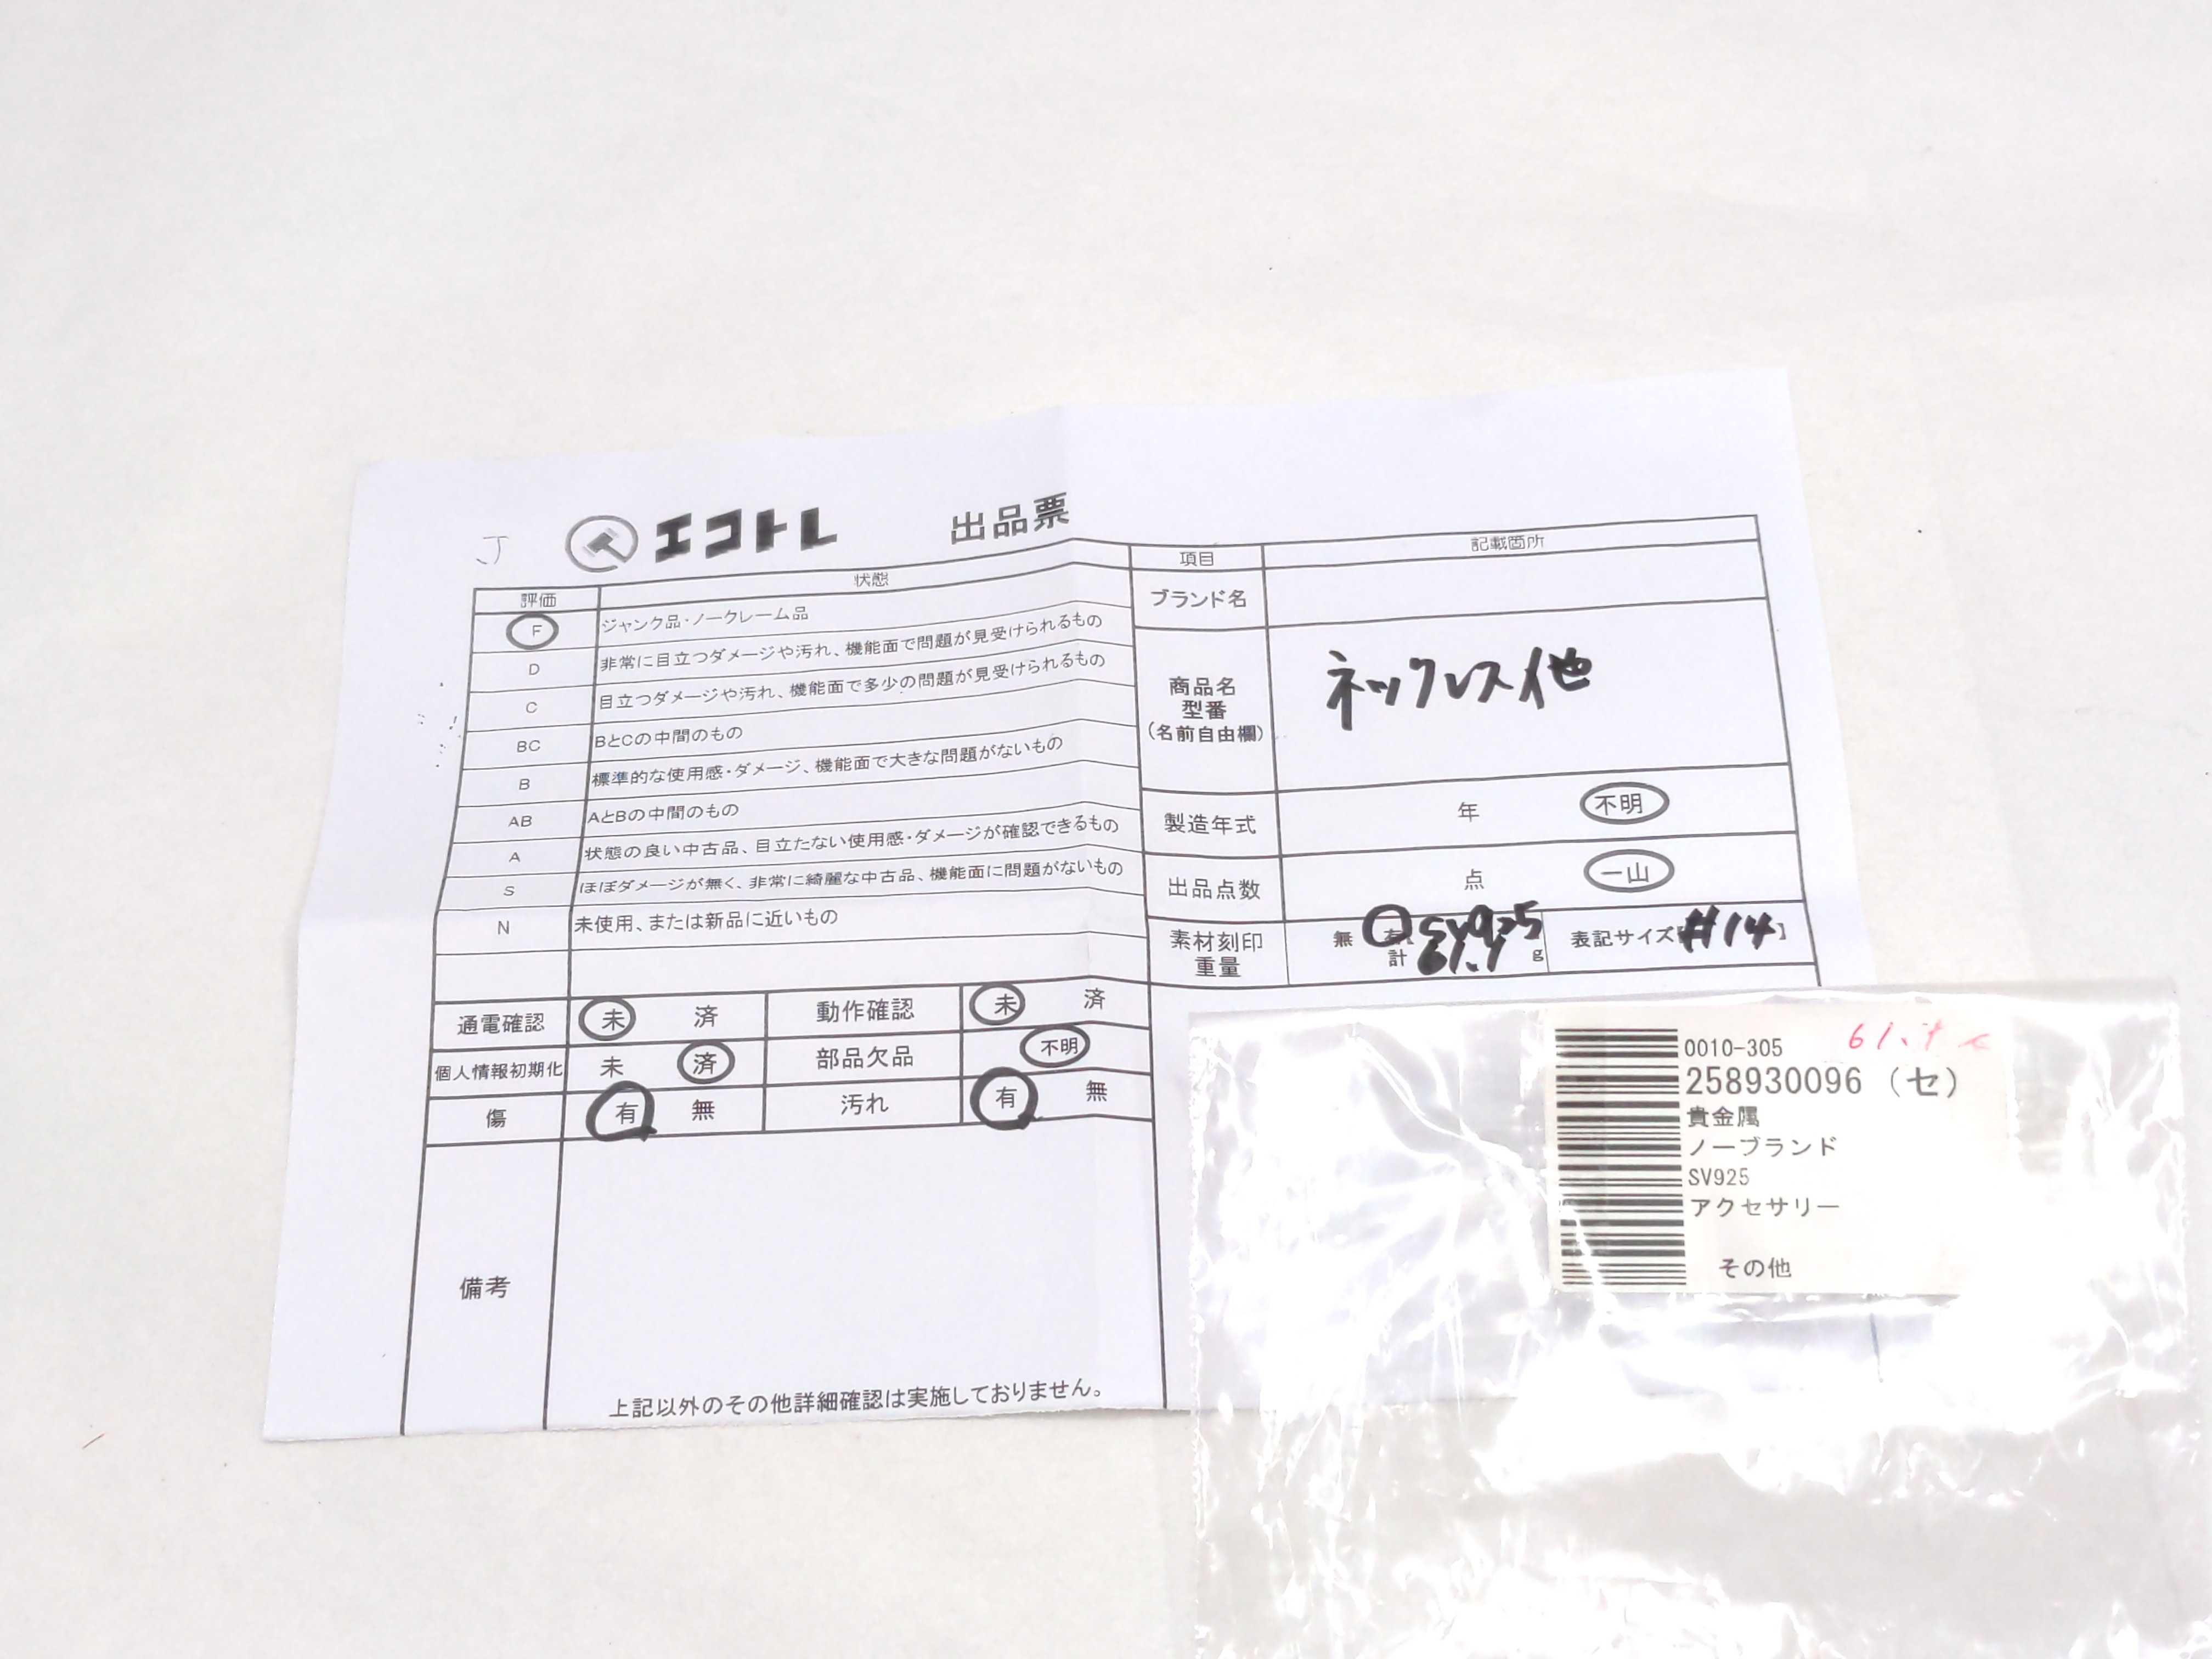 J
エコトレ 出品票
評価 状態
F ジャンク品・ノークレーム品
D 非常に目立つダメージや汚れ、機能面で問題が見受けられるもの
C 目立つダメージや汚れ、機能面で多少の問題が見受けられるもの
BC BとCの中間のもの
B 標準的な使用感・ダメージ、機能面で大きな問題がないもの
AB AとBの中間のもの
A 状態の良い中古品、目立たない使用感・ダメージが確認できるもの
S ほぼダメージが無く、非常に綺麗な中古品、機能面に問題がないもの
N 未使用、または新品に近いもの
通電確認 未 済 動作確認 未 済
個人情報初期化 未 済 部品欠品 不明
傷 有 無 汚れ 有 無
備考
上記以外のその他詳細確認は実施しておりません。
項目 記載箇所
ブランド名
商品名
型番
(名前自由欄)
ネックレス他
製造年式 年 不明
出品点数 点 一山
素材刻印
重量
無 有 SV925
計 61.1 g
表記サイズ【#14】
0010-305
258930096 (セ)
貴金属
ノーブランド
SV925
アクセサリー
その他